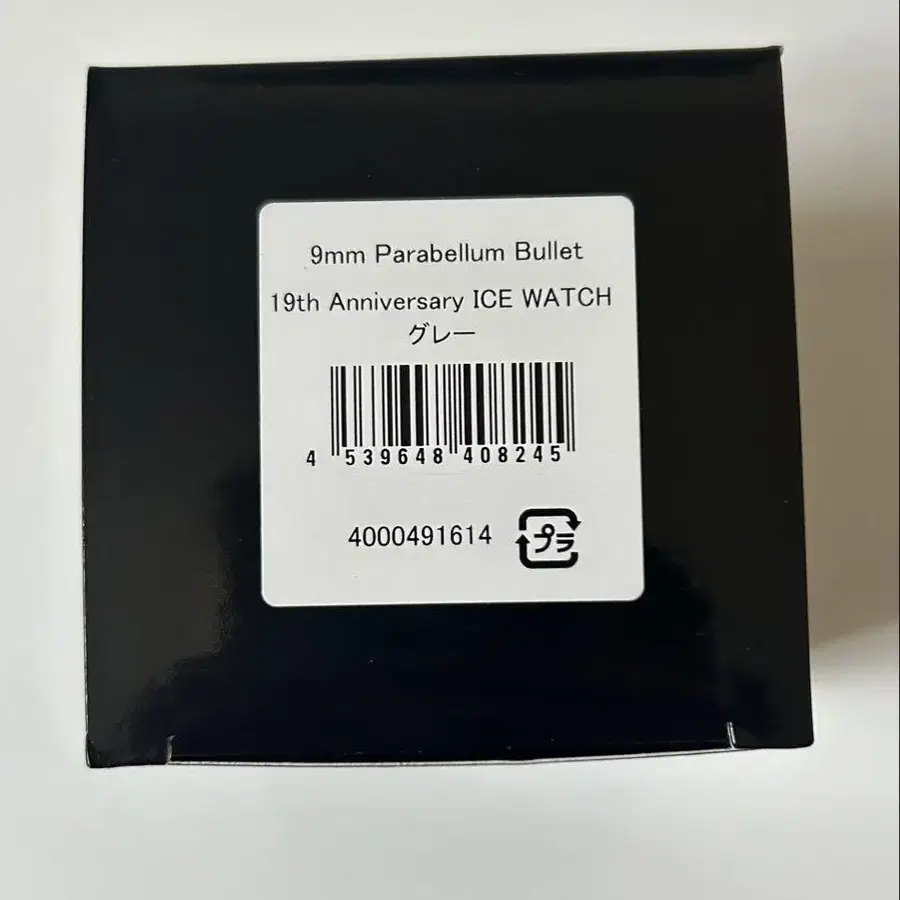 9mm Parabellum Bullet
19th Anniversary ICE WATCH
グレー
4 539648 408245
4000491614
プラ